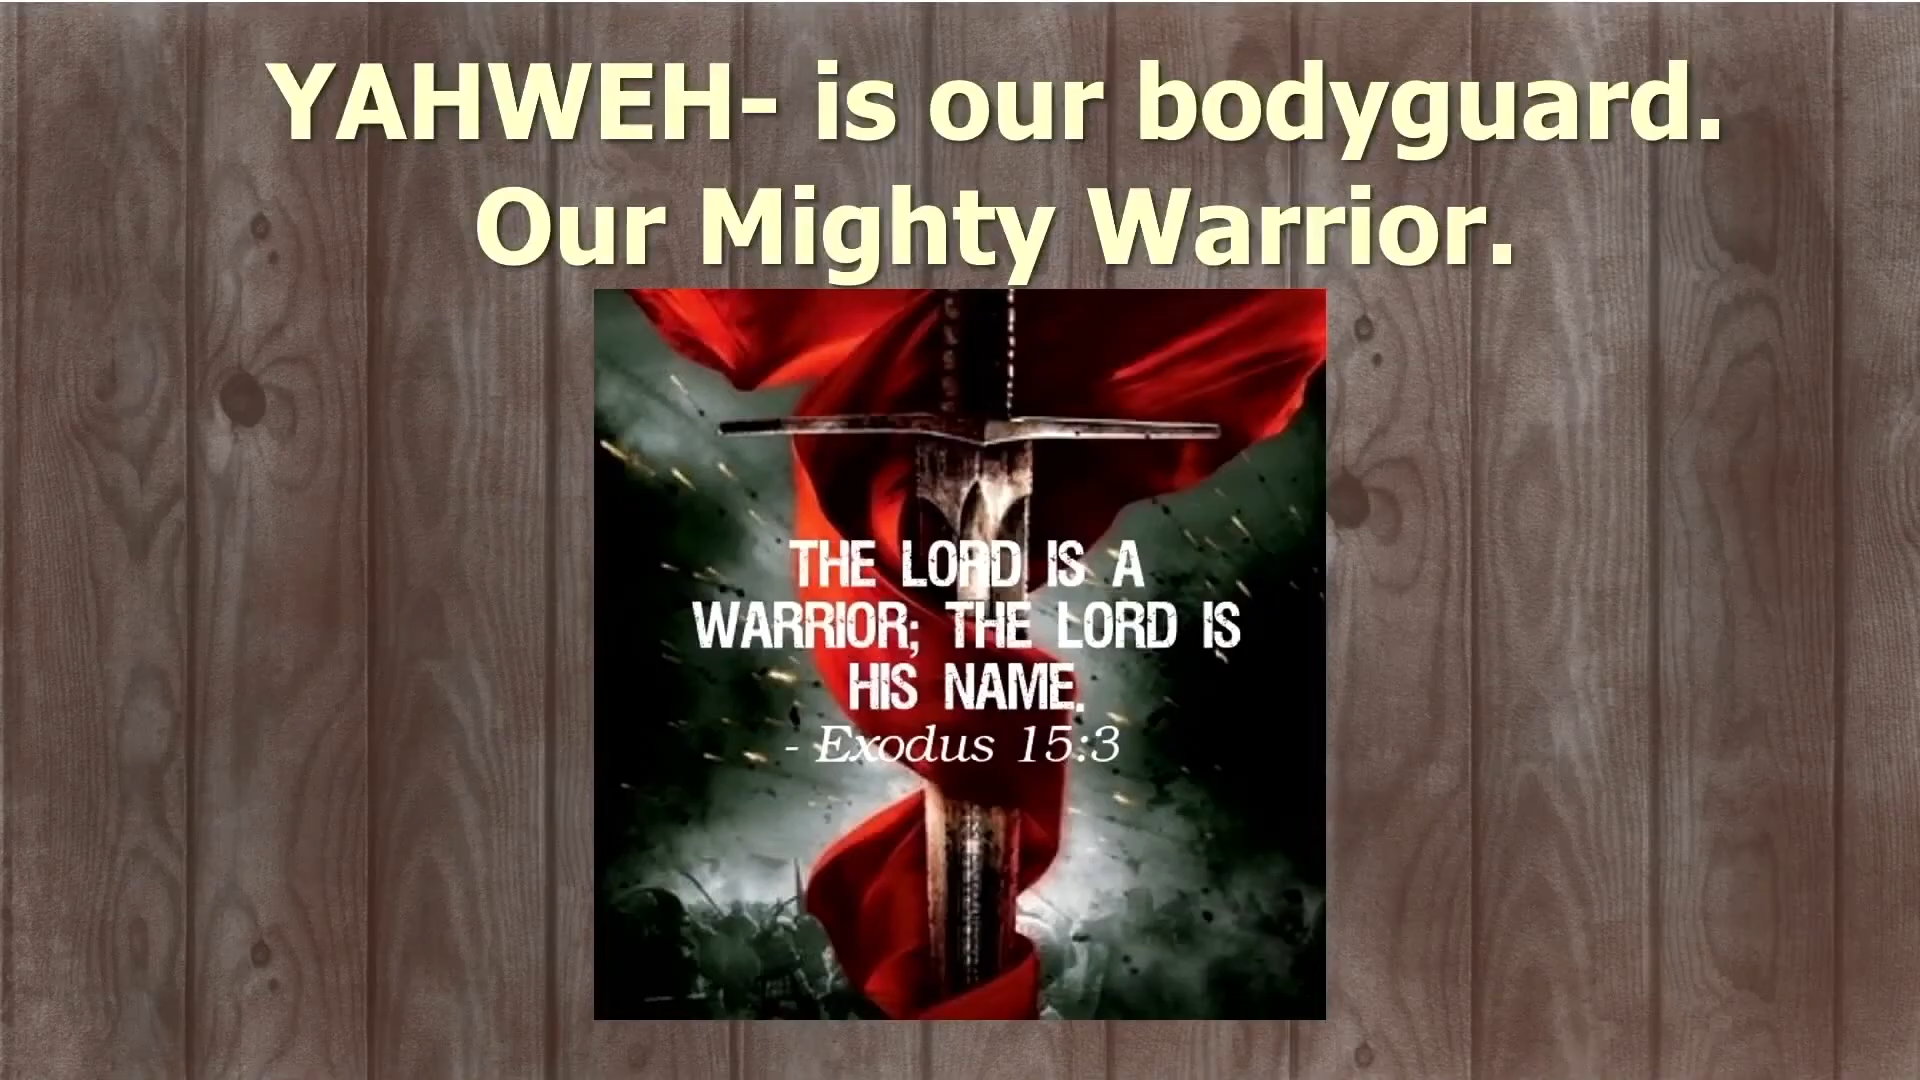 YAHWEH- is our bodyguard.
Our Mighty Warrior.
THE LORD IS A
WARRIOR; THE LORD IS
HIS NAME.
- Exodus 15:3